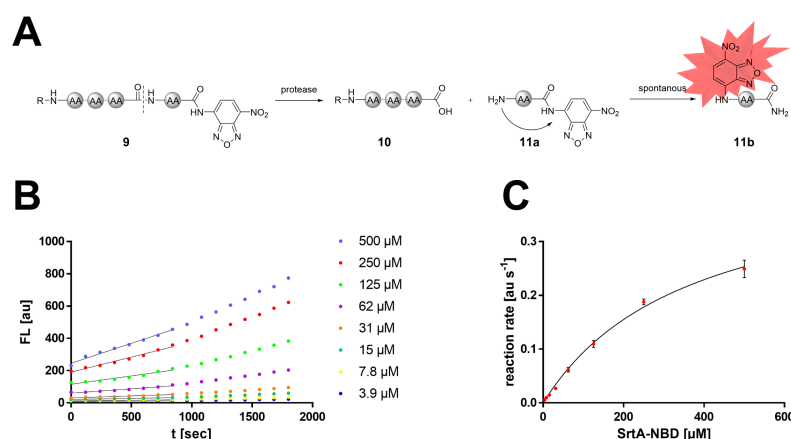 A
R H N AA AA AA O H N AA O HN NO2 N O N
protease
R H N AA AA AA O OH
+
H2N AA O HN NO2 N O N
spontanous
NO2 N O N HN AA O NH2
9
10
11a
11b
B
1000
800
600
400
200
0
FL [au]
0 500 1000 1500 2000
t [sec]
500 µM
250 µM
125 µM
62 µM
31 µM
15 µM
7.8 µM
3.9 µM
C
0.3
0.2
0.1
0.0
reaction rate [au s-1]
0 200 400 600
SrtA-NBD [µM]